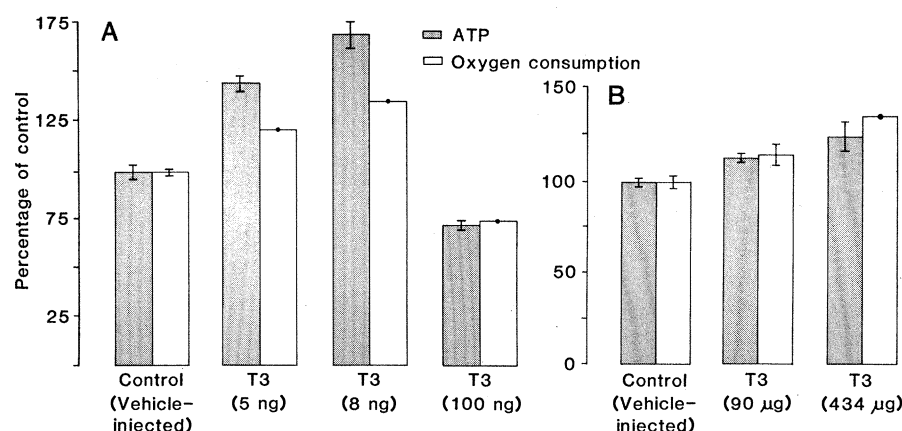 A
ATP
Oxygen consumption
Percentage of control
175
125
75
25
Control
(Vehicle-
injected)
T3
(5 ng)
T3
(8 ng)
T3
(100 ng)
B
150
100
50
0
Control
(Vehicle-
injected)
T3
(90 µg)
T3
(434 µg)